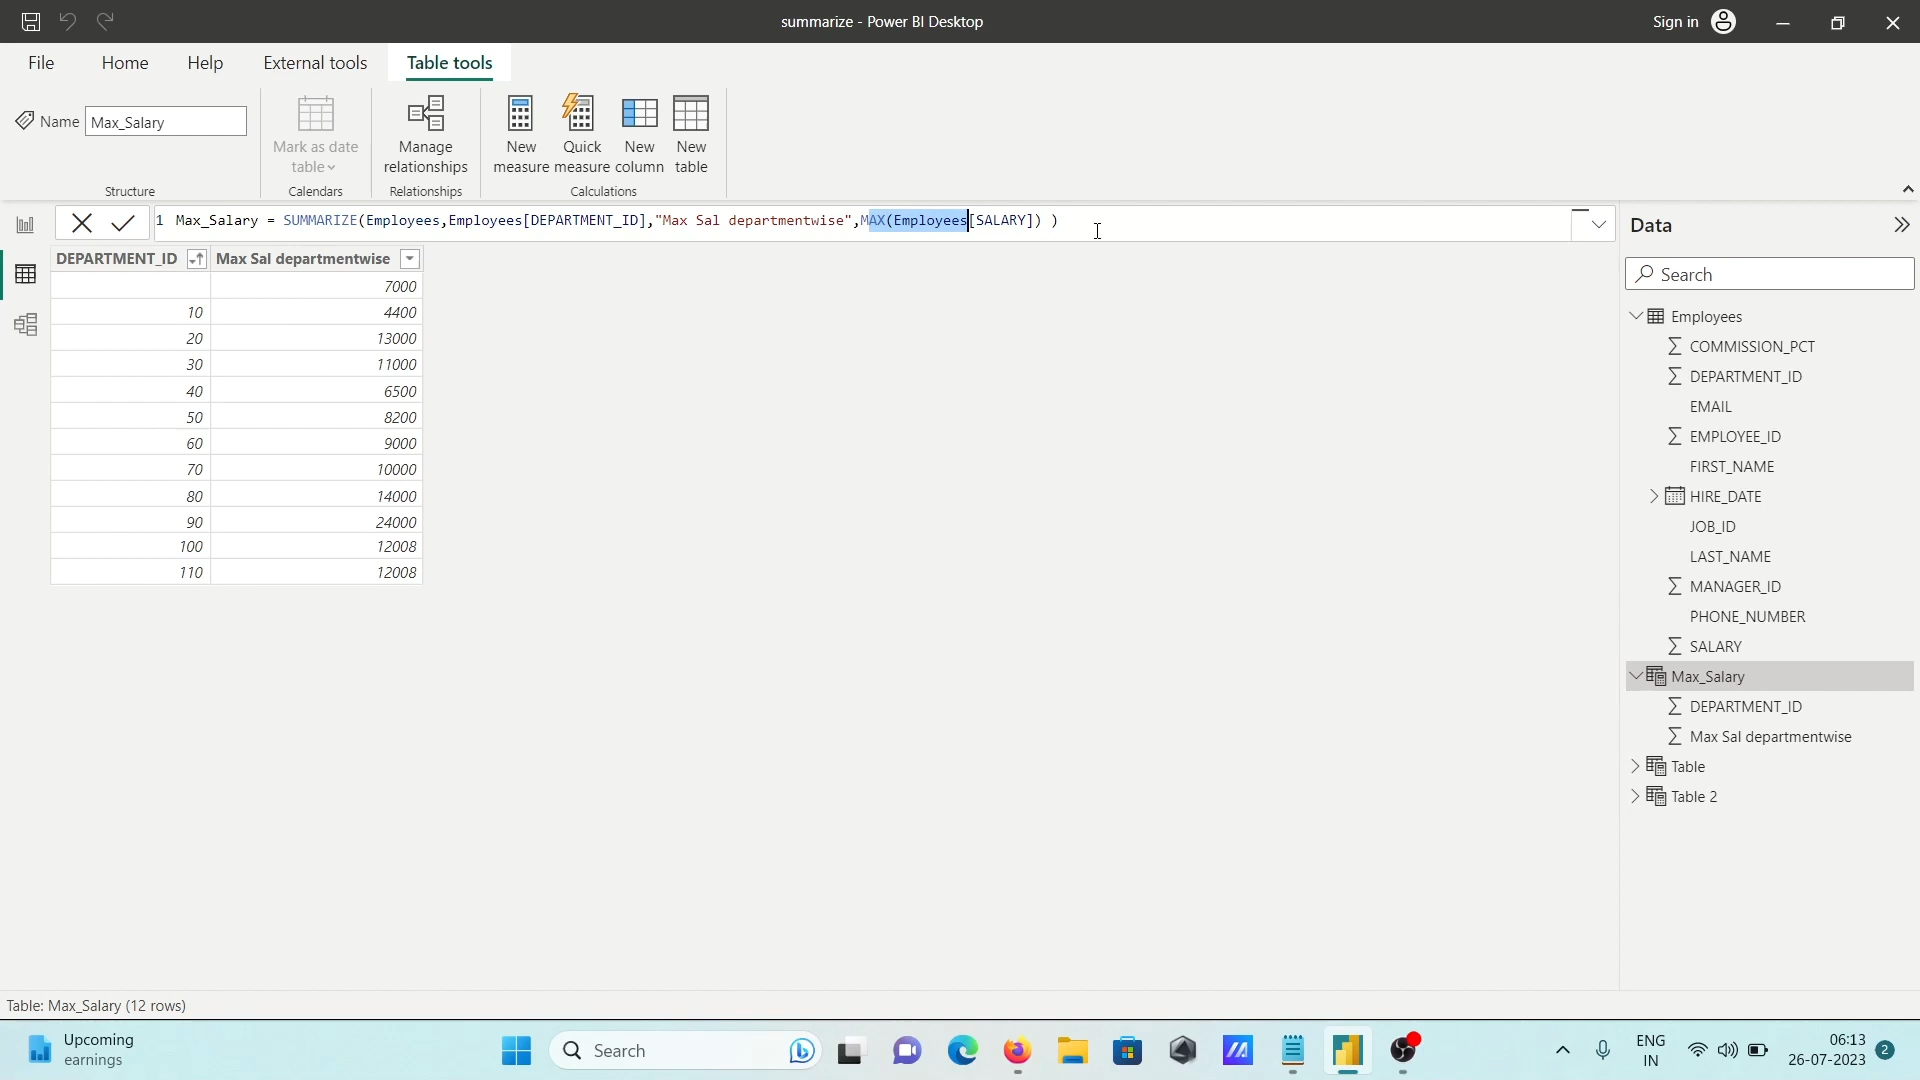 summarize - Power BI Desktop
Sign in
File Home Help External tools Table tools
Name Max_Salary
Mark as date table
Manage relationships
New measure
Quick measure
New column
New table
Structure Calendars Relationships Calculations
1 Max_Salary = SUMMARIZE(Employees,Employees[DEPARTMENT_ID],"Max Sal departmentwise",MAX(Employees[SALARY]) )
DEPARTMENT_ID Max Sal departmentwise
7000
10 4400
20 13000
30 11000
40 6500
50 8200
60 9000
70 10000
80 14000
90 24000
100 12008
110 12008
Data
Search
Employees
COMMISSION_PCT
DEPARTMENT_ID
EMAIL
EMPLOYEE_ID
FIRST_NAME
HIRE_DATE
JOB_ID
LAST_NAME
MANAGER_ID
PHONE_NUMBER
SALARY
Max_Salary
DEPARTMENT_ID
Max Sal departmentwise
Table
Table 2
Table: Max_Salary (12 rows)
Upcoming
earnings
Search
ENG
IN
06:13
26-07-2023
2